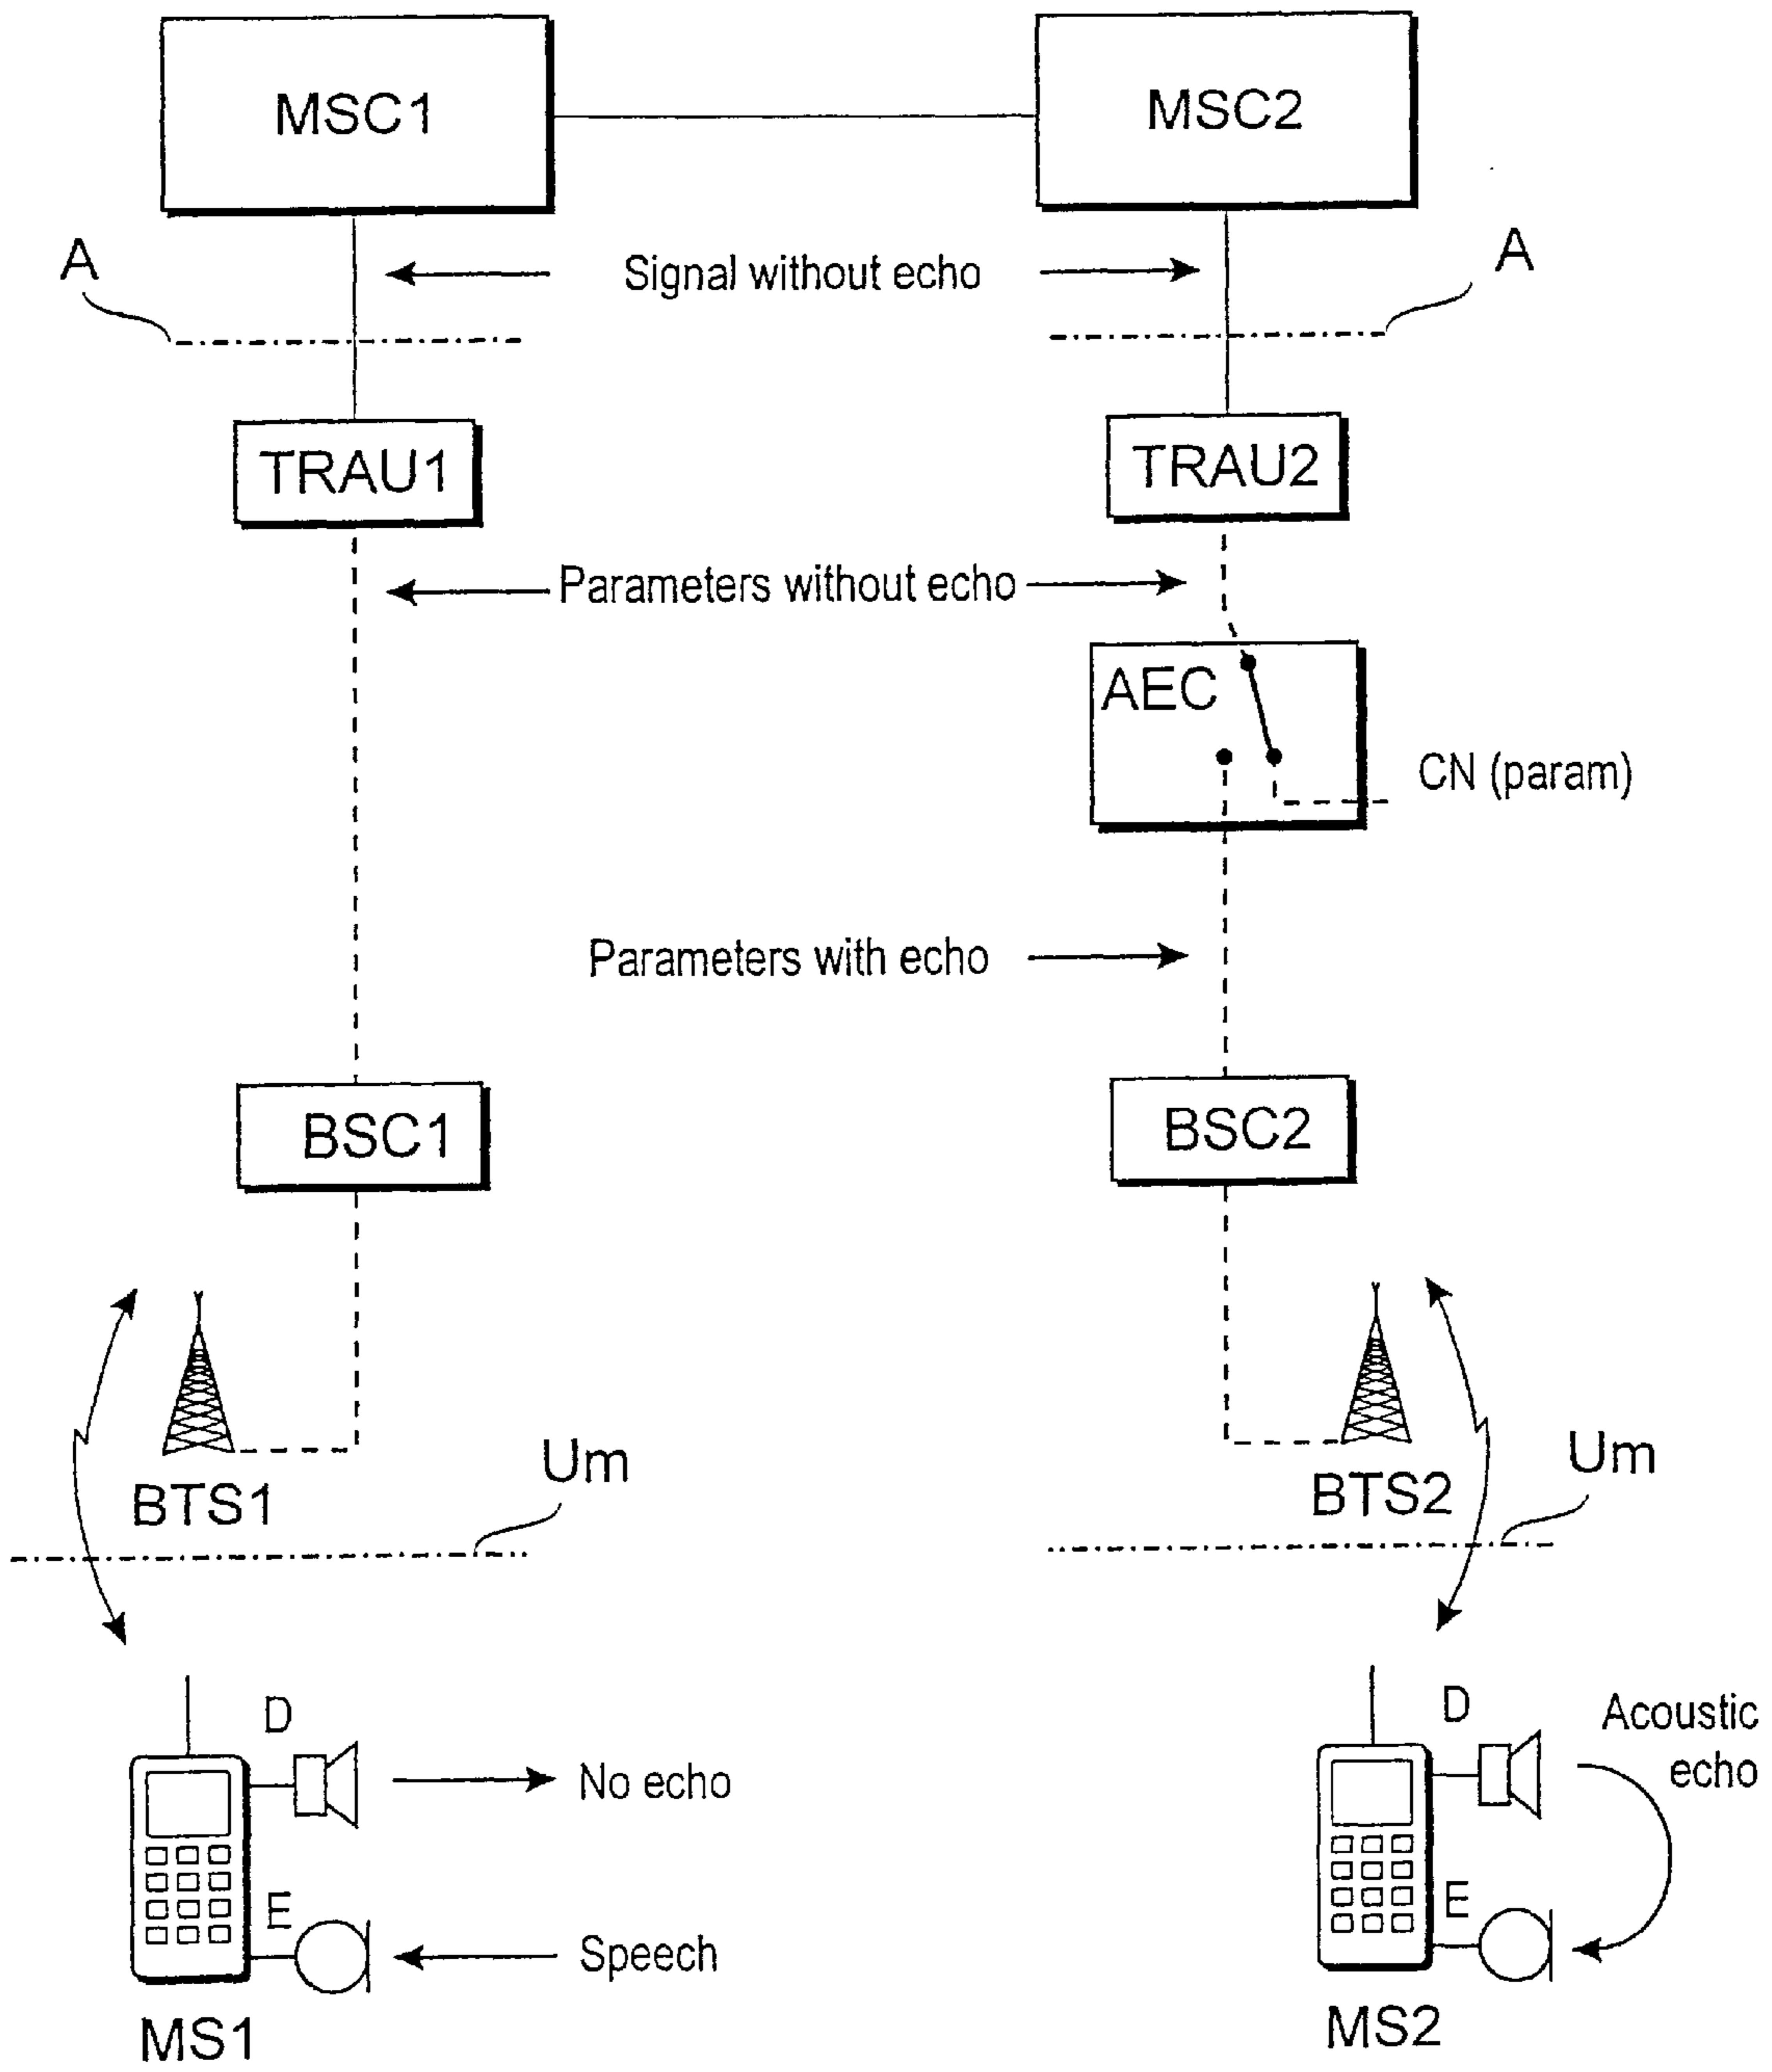 MSC1
MSC2
A
Signal without echo
A
TRAU1
TRAU2
Parameters without echo
AEC
CN (param)
Parameters with echo
BSC1
BSC2
Um
Um
BTS1
BTS2
D
D
Acoustic
echo
No echo
E
E
Speech
MS1
MS2